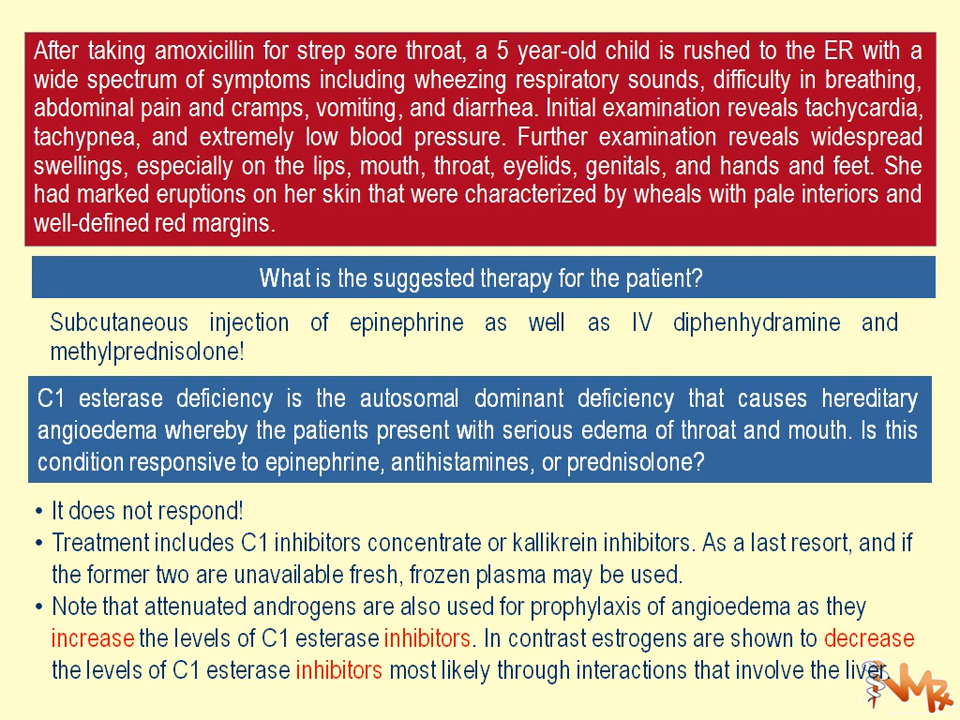 After taking amoxicillin for strep sore throat, a 5 year-old child is rushed to the ER with a
wide spectrum of symptoms including wheezing respiratory sounds, difficulty in breathing,
abdominal pain and cramps, vomiting, and diarrhea. Initial examination reveals tachycardia,
tachypnea, and extremely low blood pressure. Further examination reveals widespread
swellings, especially on the lips, mouth, throat, eyelids, genitals, and hands and feet. She
had marked eruptions on her skin that were characterized by wheals with pale interiors and
well-defined red margins.
What is the suggested therapy for the patient?
Subcutaneous injection of epinephrine as well as IV diphenhydramine and
methylprednisolone!
C1 esterase deficiency is the autosomal dominant deficiency that causes hereditary
angioedema whereby the patients present with serious edema of throat and mouth. Is this
condition responsive to epinephrine, antihistamines, or prednisolone?
• It does not respond!
• Treatment includes C1 inhibitors concentrate or kallikrein inhibitors. As a last resort, and if
the former two are unavailable fresh, frozen plasma may be used.
• Note that attenuated androgens are also used for prophylaxis of angioedema as they
increase the levels of C1 esterase inhibitors. In contrast estrogens are shown to decrease
the levels of C1 esterase inhibitors most likely through interactions that involve the liver.